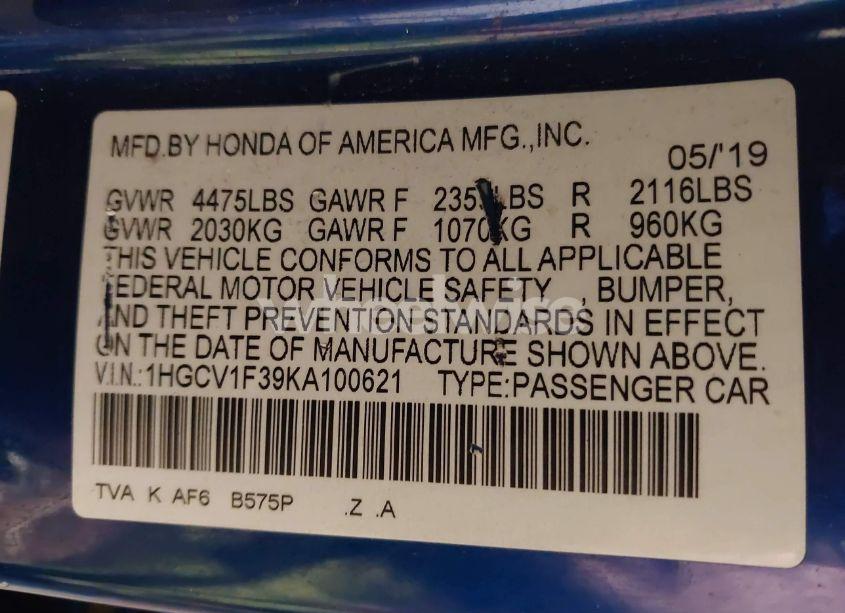 MFD.BY HONDA OF AMERICA MFG.,INC. 05/'19
GVWR 4475LBS GAWR F 2353LBS R 2116LBS
GVWR 2030KG GAWR F 1070KG R 960KG
THIS VEHICLE CONFORMS TO ALL APPLICABLE
FEDERAL MOTOR VEHICLE SAFETY , BUMPER,
AND THEFT PREVENTION STANDARDS IN EFFECT
ON THE DATE OF MANUFACTURE SHOWN ABOVE.
V.I.N.:1HGCV1F39KA100621 TYPE:PASSENGER CAR
TVA K AF6 B575P .Z .A